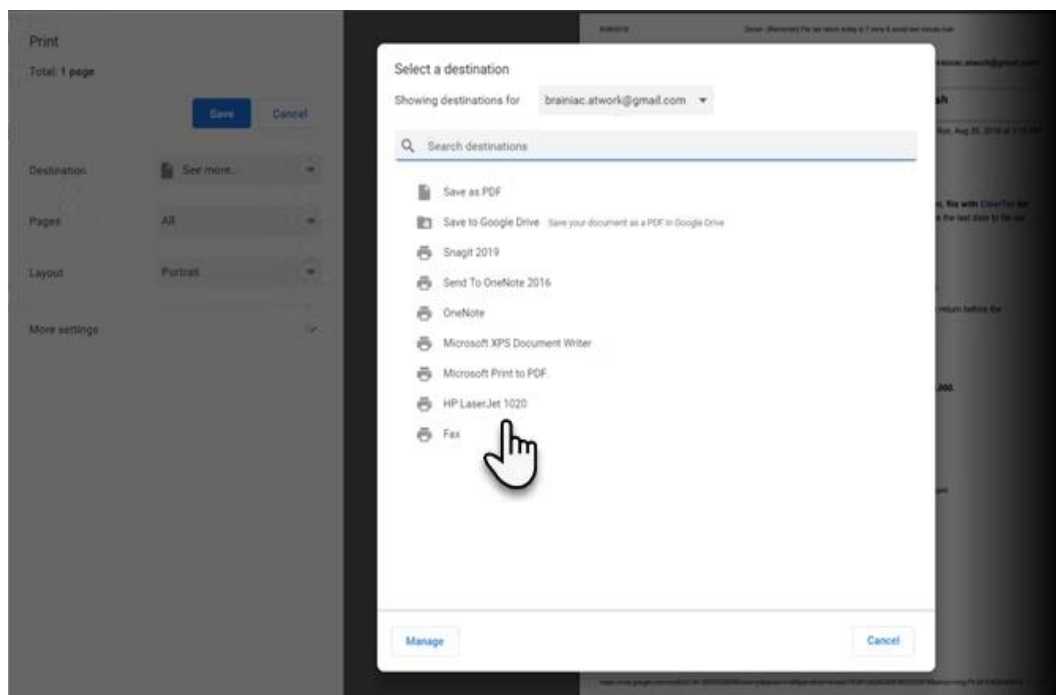 Print
Total: 1 page
Save
Cancel
Destination
See more...
Pages
All
Layout
Portrait
More settings
Select a destination
Showing destinations for
brainiac.atwork@gmail.com
Search destinations
Save as PDF
Save to Google Drive Save your document as a PDF in Google Drive
Snagit 2019
Send To OneNote 2016
OneNote
Microsoft XPS Document Writer
Microsoft Print to PDF
HP LaserJet 1020
Fax
Manage
Cancel
return before the